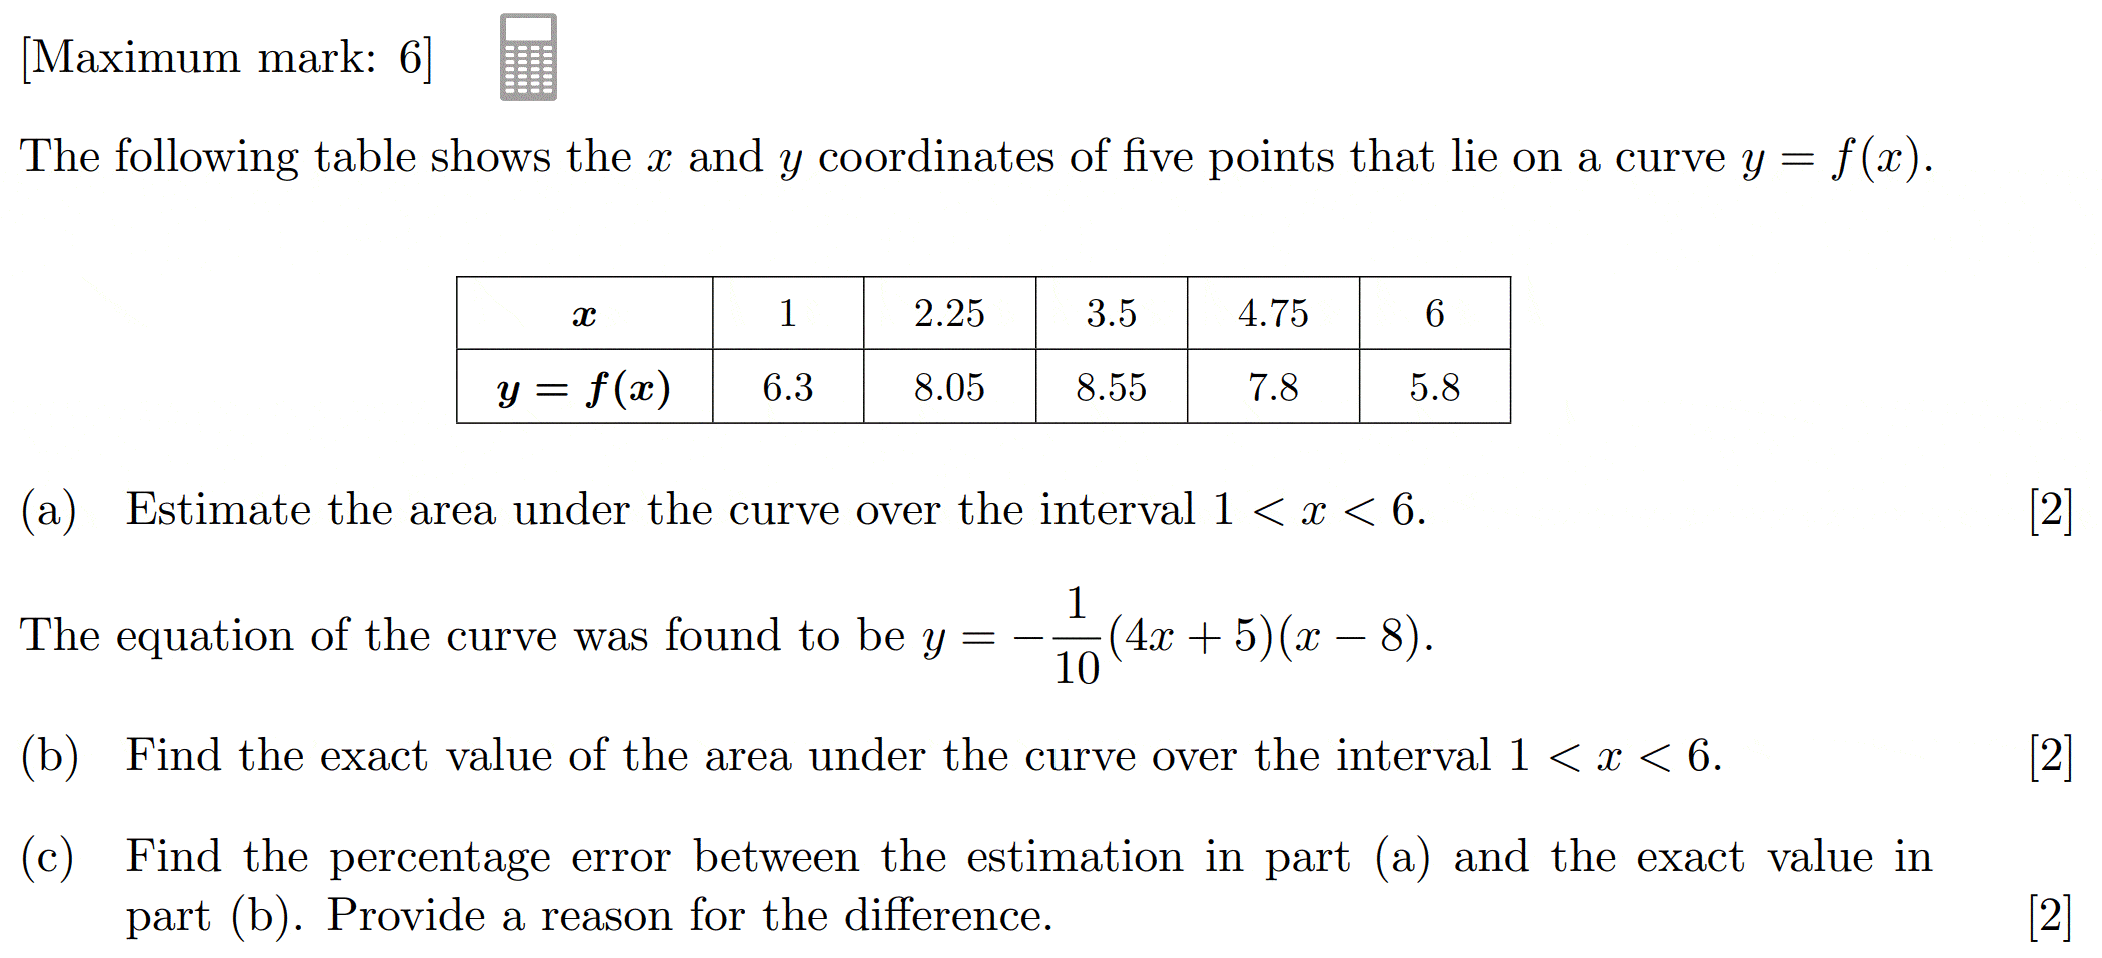 [Maximum mark: 6]
The following table shows the x and y coordinates of five points that lie on a curve y = f(x).
x 1 2.25 3.5 4.75 6
y = f(x) 6.3 8.05 8.55 7.8 5.8
(a) Estimate the area under the curve over the interval 1 < x < 6. [2]
The equation of the curve was found to be y = −1/10(4x + 5)(x − 8).
(b) Find the exact value of the area under the curve over the interval 1 < x < 6. [2]
(c) Find the percentage error between the estimation in part (a) and the exact value in
part (b). Provide a reason for the difference. [2]